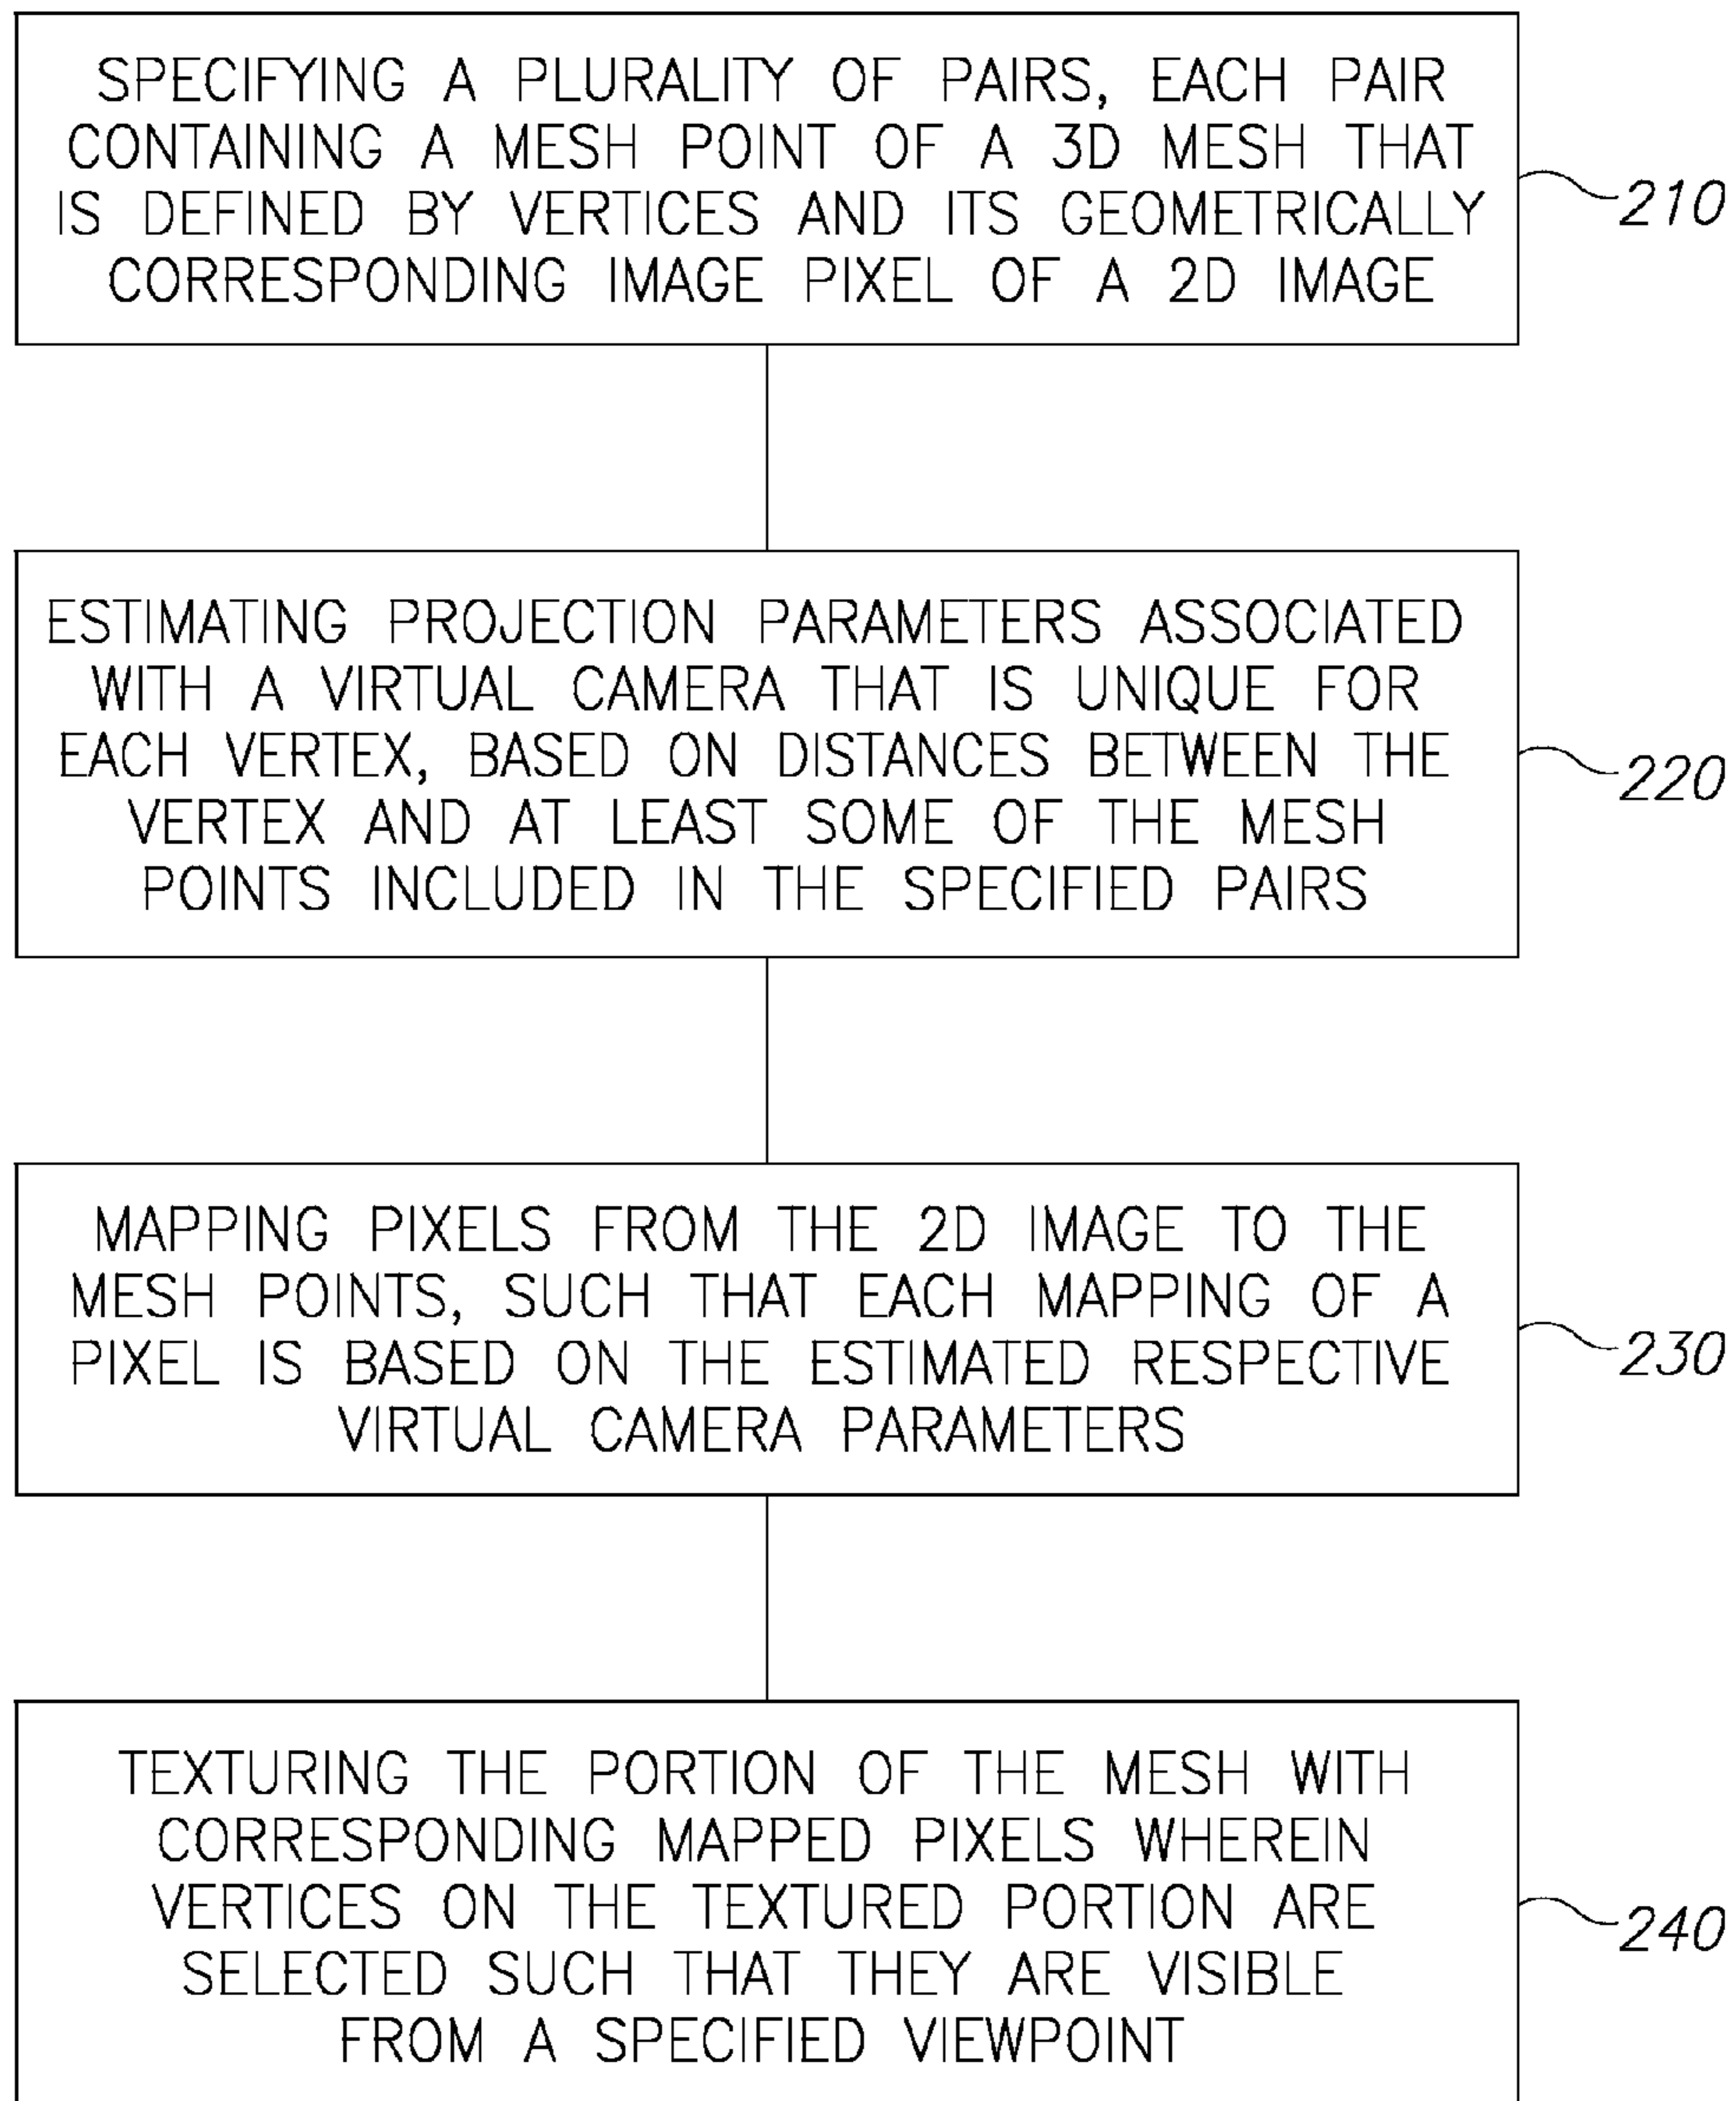 SPECIFYING A PLURALITY OF PAIRS, EACH PAIR
CONTAINING A MESH POINT OF A 3D MESH THAT
IS DEFINED BY VERTICES AND ITS GEOMETRICALLY
CORRESPONDING IMAGE PIXEL OF A 2D IMAGE
210
ESTIMATING PROJECTION PARAMETERS ASSOCIATED
WITH A VIRTUAL CAMERA THAT IS UNIQUE FOR
EACH VERTEX, BASED ON DISTANCES BETWEEN THE
VERTEX AND AT LEAST SOME OF THE MESH
POINTS INCLUDED IN THE SPECIFIED PAIRS
220
MAPPING PIXELS FROM THE 2D IMAGE TO THE
MESH POINTS, SUCH THAT EACH MAPPING OF A
PIXEL IS BASED ON THE ESTIMATED RESPECTIVE
VIRTUAL CAMERA PARAMETERS
230
TEXTURING THE PORTION OF THE MESH WITH
CORRESPONDING MAPPED PIXELS WHEREIN
VERTICES ON THE TEXTURED PORTION ARE
SELECTED SUCH THAT THEY ARE VISIBLE
FROM A SPECIFIED VIEWPOINT
240